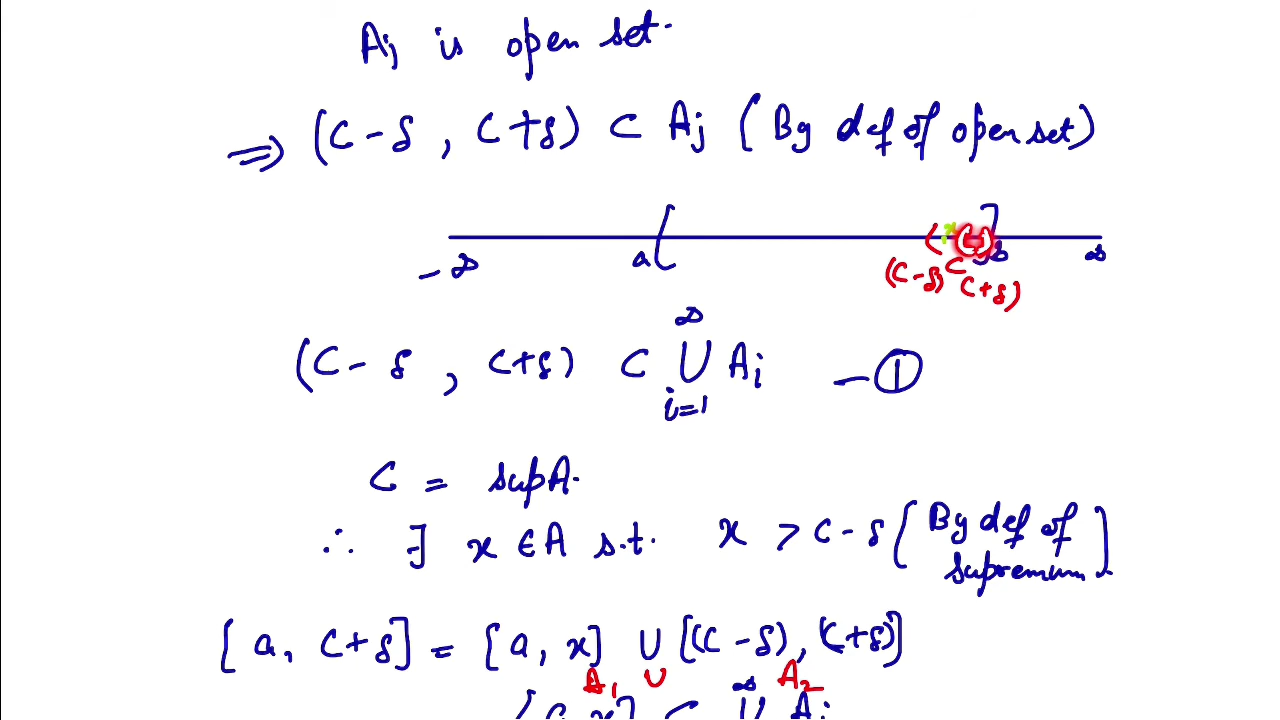 Aj is open set.
⇒ (c-δ, c+δ) ⊂ Aj (By def of open set)
x
-∞ a b ∞
(c-δ) c (c+δ)
(c-δ, c+δ) ⊂ ∞∪i=1 Ai - ①
c = sup A.
∴ ∃ x ∈ A s.t. x > c-δ [By def of supremum]
[a, c+δ] = [a, x] ∪ [(c-δ), (c+δ)]
A1 ∪ A2